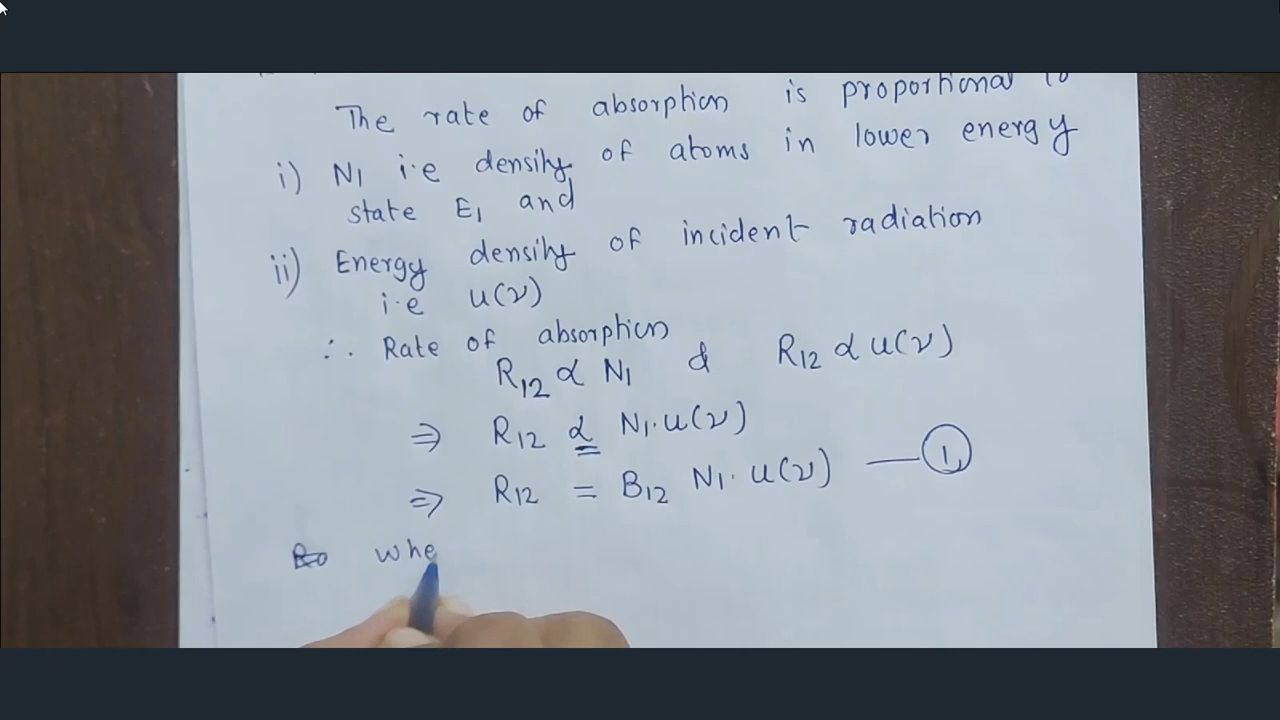 The rate of absorption is proportional to
i) N1 i.e density of atoms in lower energy
state E1 and
ii) Energy density of incident radiation
i.e u(ν)
∴ Rate of absorption
R12 α N1 & R12 α u(ν)
⇒ R12 α N1.u(ν)
⇒ R12 = B12 N1.u(ν) — 1
whe